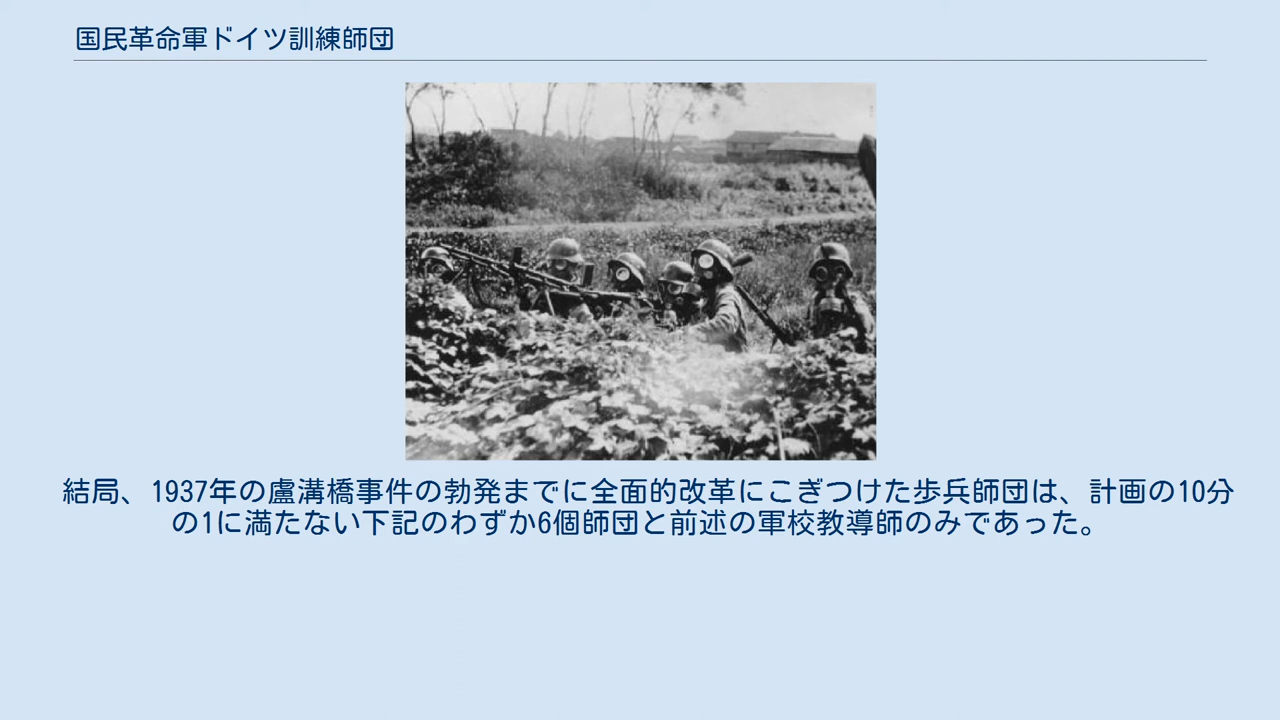 国民革命軍ドイツ訓練師団
結局、1937年の盧溝橋事件の勃発までに全面的改革にこぎつけた歩兵師団は、計画の10分
の1に満たない下記のわずか6個師団と前述の軍校教導師のみであった。